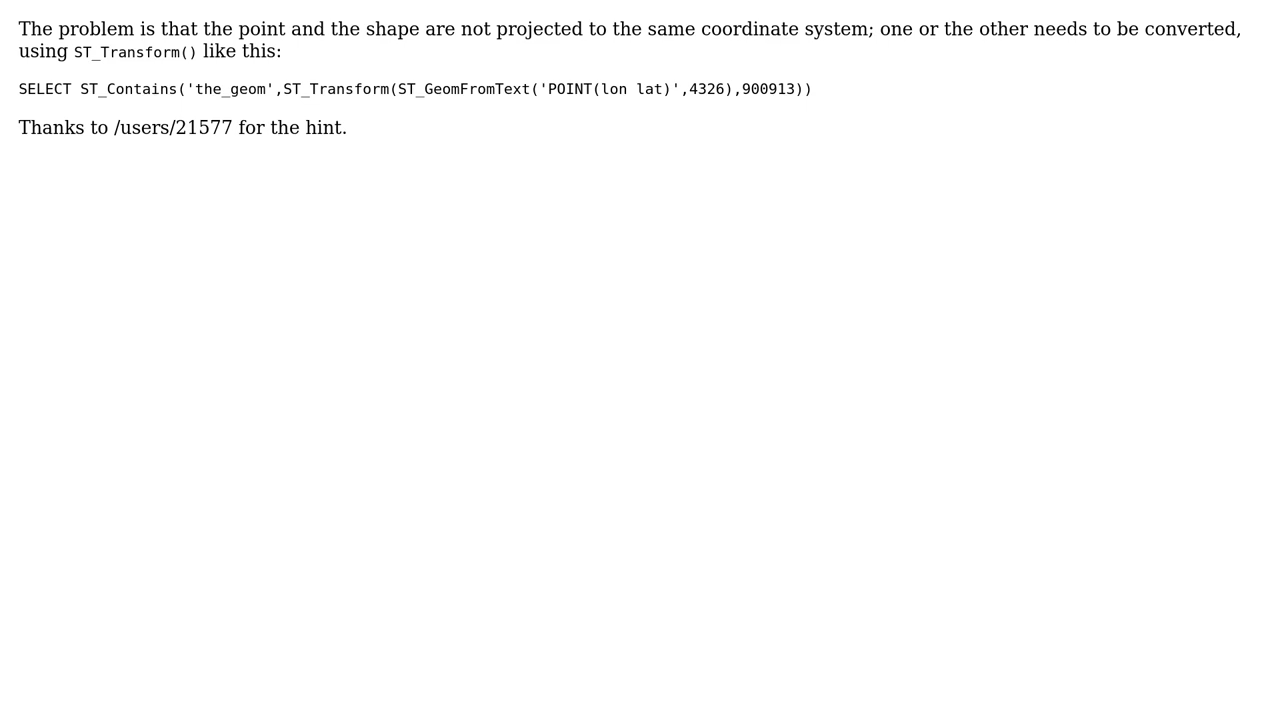 The problem is that the point and the shape are not projected to the same coordinate system; one or the other needs to be converted,
using ST_Transform() like this:
SELECT ST_Contains('the_geom',ST_Transform(ST_GeomFromText('POINT(lon lat)',4326),900913))
Thanks to /users/21577 for the hint.